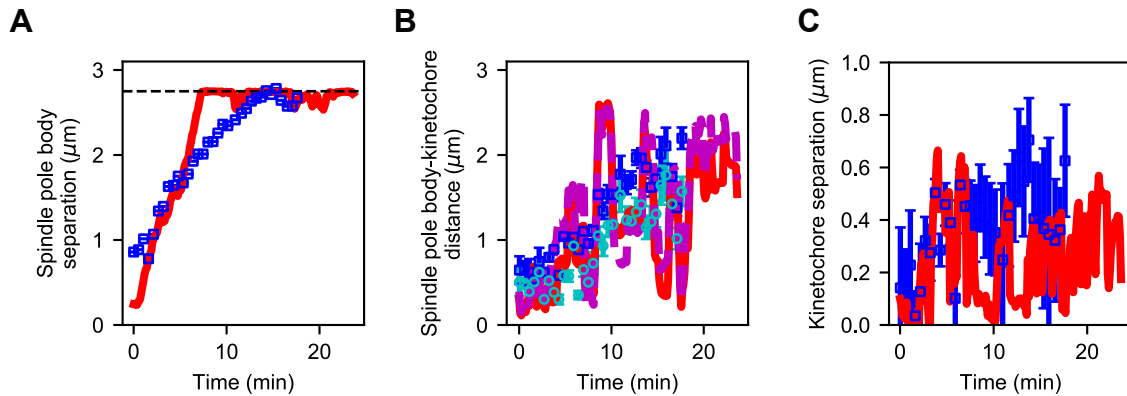 A
Spindle pole body
separation (μm)
3
2
1
0
0
10
20
Time (min)
B
Spindle pole body-kinetochore
distance (μm)
3
2
1
0
0
10
20
Time (min)
C
Kinetochore separation (μm)
1.0
0.8
0.6
0.4
0.2
0.0
0
10
20
Time (min)